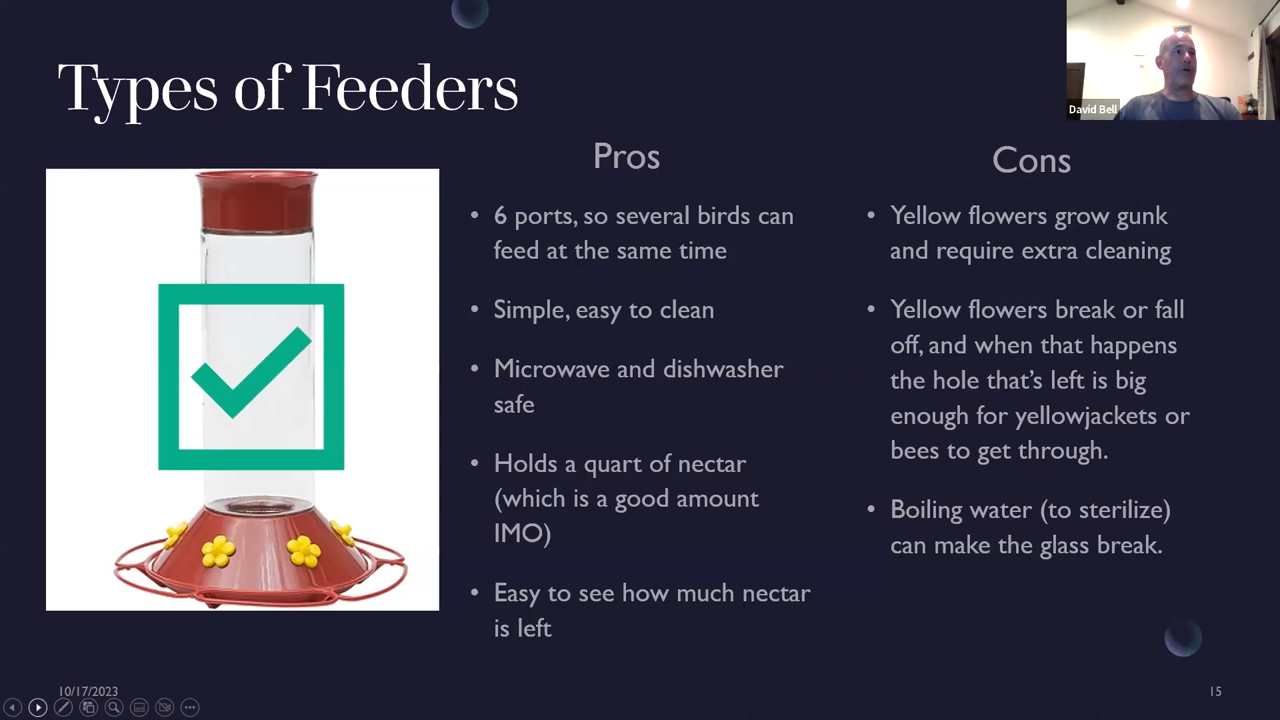 Types of Feeders
David Bell
Pros
• 6 ports, so several birds can
feed at the same time
• Simple, easy to clean
• Microwave and dishwasher
safe
• Holds a quart of nectar
(which is a good amount
IMO)
• Easy to see how much nectar
is left
Cons
• Yellow flowers grow gunk
and require extra cleaning
• Yellow flowers break or fall
off, and when that happens
the hole that’s left is big
enough for yellowjackets or
bees to get through.
• Boiling water (to sterilize)
can make the glass break.
10/17/2023
15